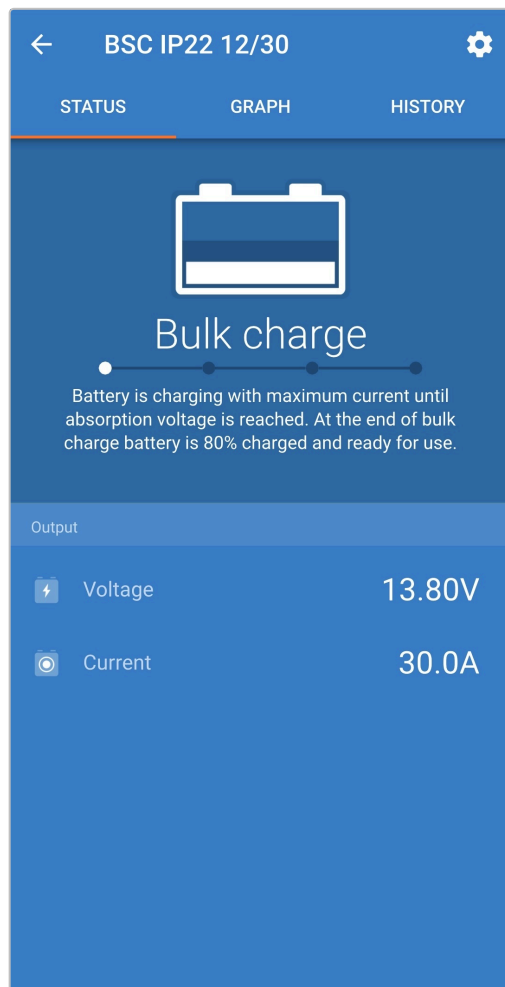 BSC IP22 12/30
STATUS GRAPH HISTORY
Bulk charge
Battery is charging with maximum current until
absorption voltage is reached. At the end of bulk
charge battery is 80% charged and ready for use.
Output
Voltage 13.80V
Current 30.0A